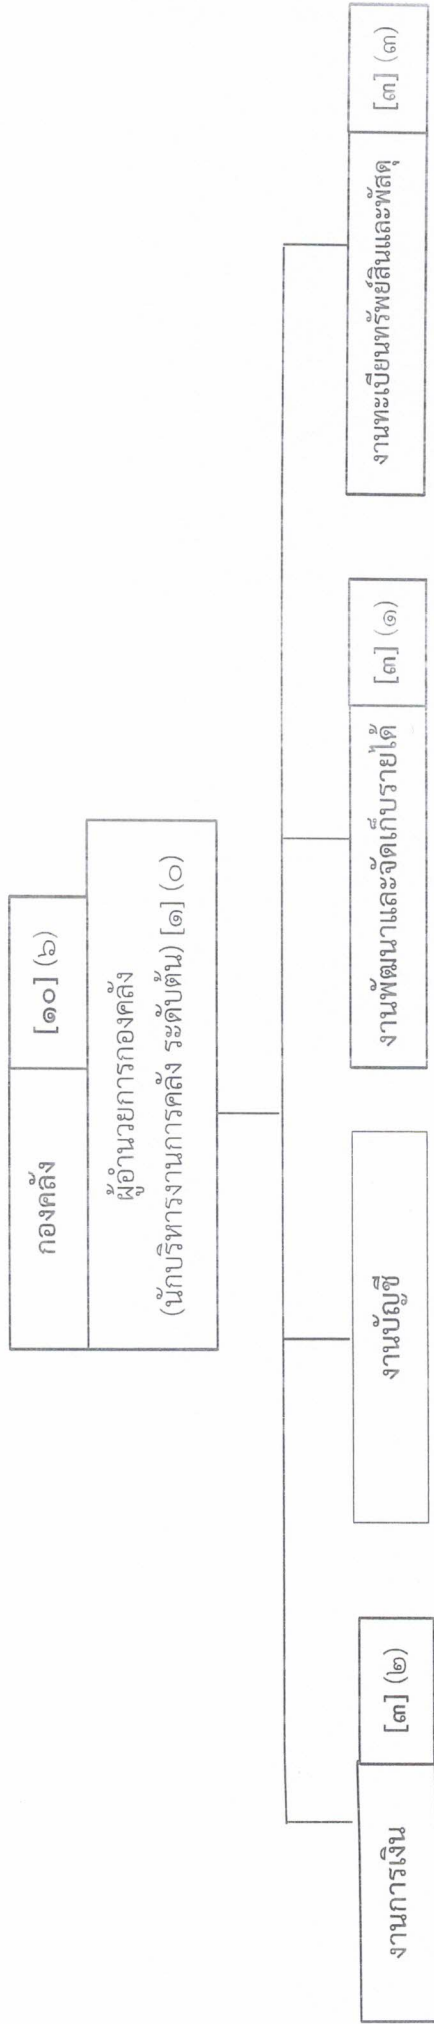 กองคลัง [๑๐] (๖)
ผู้อำนวยการกองคลัง
(นักบริหารงานการคลัง ระดับต้น) [๑] (๐)
งานการเงิน [๓] (๒)
งานบัญชี
งานพัฒนาและจัดเก็บรายได้ [๓] (๑)
งานทะเบียนทรัพย์สินและพัสดุ [๓] (๓)